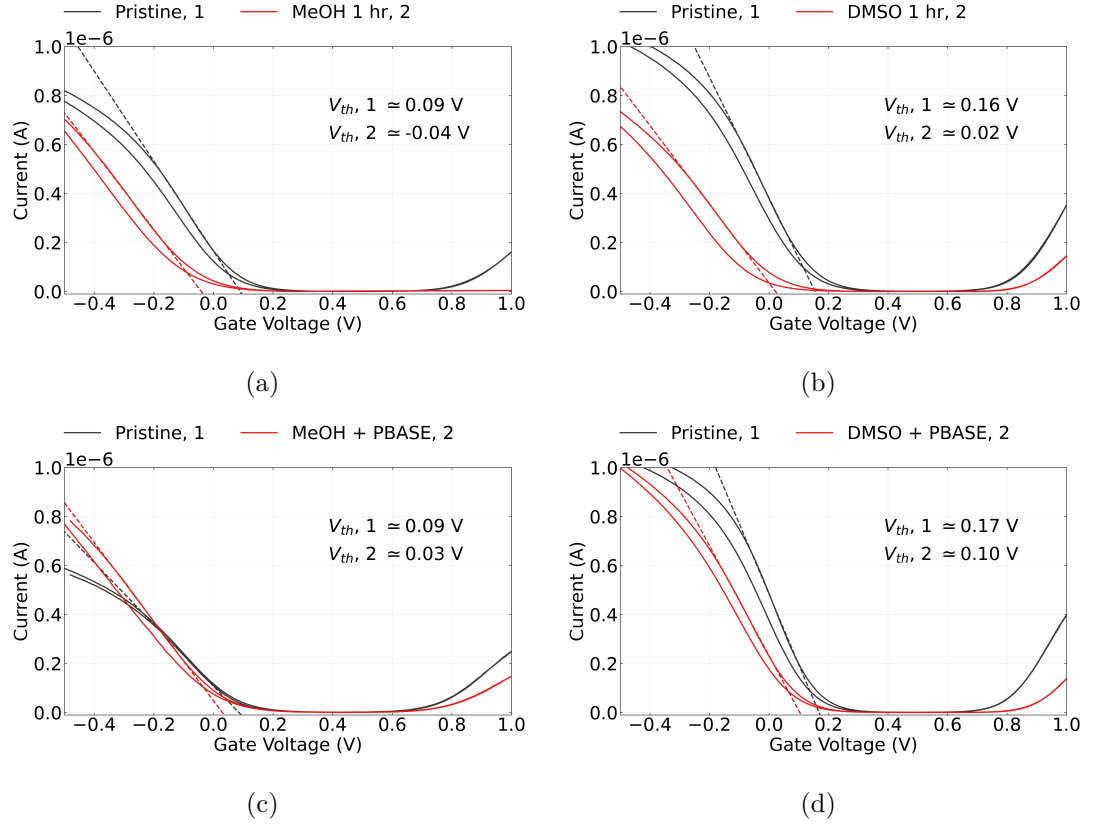 Pristine, 1 MeOH 1 hr, 2
1e−6
1.0
0.8
0.6
0.4
0.2
0.0
Current (A)
V_th, 1 ≃0.09 V
V_th, 2 ≃-0.04 V
−0.4 −0.2 0.0 0.2 0.4 0.6 0.8 1.0
Gate Voltage (V)
(a)
Pristine, 1 DMSO 1 hr, 2
1e−6
1.0
0.8
0.6
0.4
0.2
0.0
Current (A)
V_th, 1 ≃0.16 V
V_th, 2 ≃0.02 V
−0.4 −0.2 0.0 0.2 0.4 0.6 0.8 1.0
Gate Voltage (V)
(b)
Pristine, 1 MeOH + PBASE, 2
1e−6
1.0
0.8
0.6
0.4
0.2
0.0
Current (A)
V_th, 1 ≃0.09 V
V_th, 2 ≃0.03 V
−0.4 −0.2 0.0 0.2 0.4 0.6 0.8 1.0
Gate Voltage (V)
(c)
Pristine, 1 DMSO + PBASE, 2
1e−6
1.0
0.8
0.6
0.4
0.2
0.0
Current (A)
V_th, 1 ≃0.17 V
V_th, 2 ≃0.10 V
−0.4 −0.2 0.0 0.2 0.4 0.6 0.8 1.0
Gate Voltage (V)
(d)